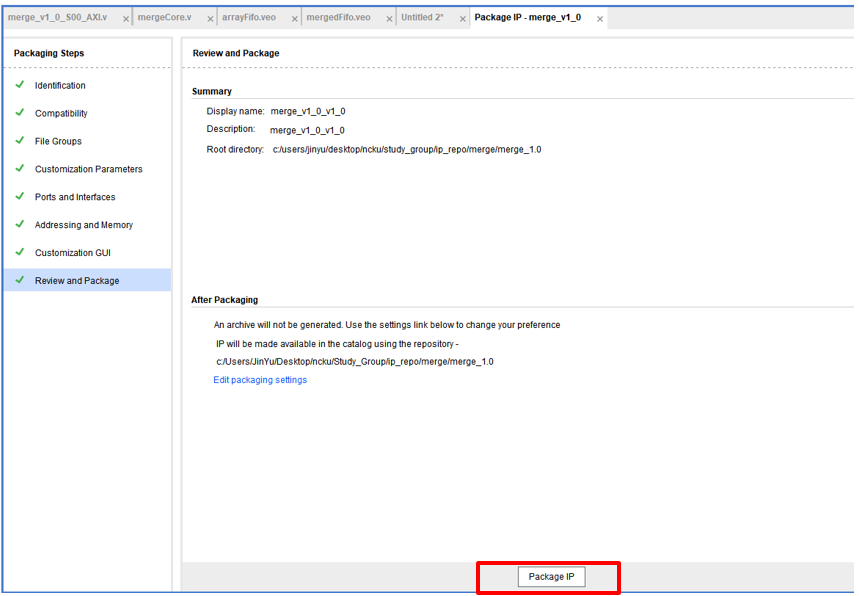 merge_v1_0_S00_AXI.v × mergeCore.v × arrayFifo.veo × mergedFifo.veo × Untitled 2* × Package IP - merge_v1_0 ×
Packaging Steps
Identification
Compatibility
File Groups
Customization Parameters
Ports and Interfaces
Addressing and Memory
Customization GUI
Review and Package
Review and Package
Summary
Display name: merge_v1_0_v1_0
Description: merge_v1_0_v1_0
Root directory: c:/users/jinyu/desktop/ncku/study_group/ip_repo/merge/merge_1.0
After Packaging
An archive will not be generated. Use the settings link below to change your preference
IP will be made available in the catalog using the repository -
c:/Users/JinYu/Desktop/ncku/Study_Group/ip_repo/merge/merge_1.0
Edit packaging settings
Package IP